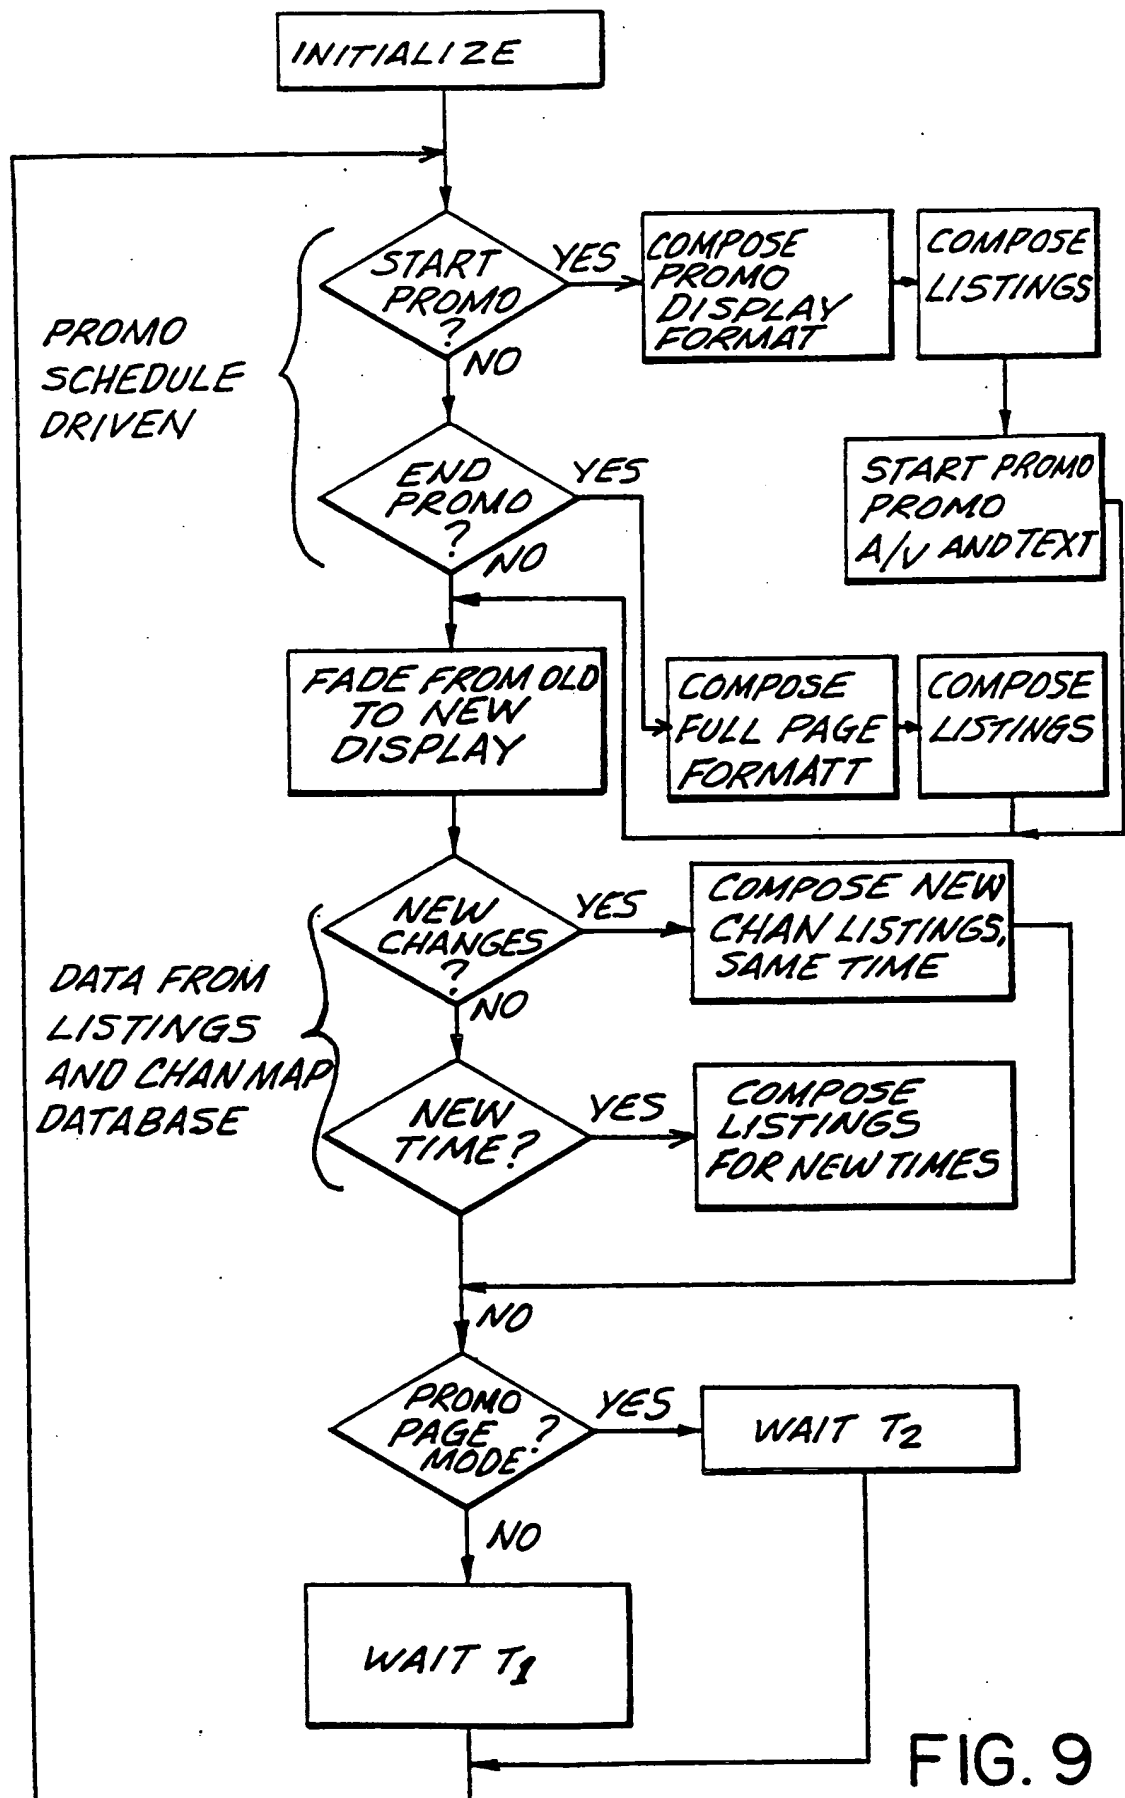 INITIALIZE
START
PROMO
?
YES
NO
COMPOSE
PROMO
DISPLAY
FORMAT
COMPOSE
LISTINGS
PROMO
SCHEDULE
DRIVEN
END
PROMO
?
YES
NO
START PROMO
PROMO
A/V AND TEXT
FADE FROM OLD
TO NEW
DISPLAY
COMPOSE
FULL PAGE
FORMATT
COMPOSE
LISTINGS
NEW
CHANGES
?
YES
NO
COMPOSE NEW
CHAN LISTINGS,
SAME TIME
DATA FROM
LISTINGS
AND CHAN MAP
DATABASE
NEW
TIME?
YES
COMPOSE
LISTINGS
FOR NEW TIMES
NO
PROMO
PAGE ?
MODE
YES
WAIT T2
NO
WAIT T1
FIG. 9